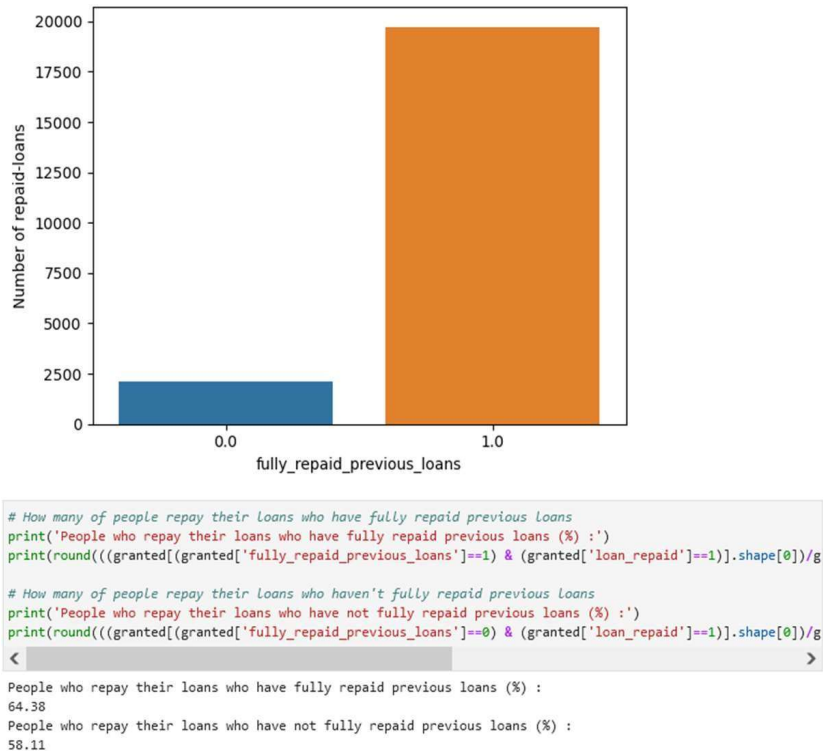 20000
17500
15000
12500
10000
7500
5000
2500
0
Number of repaid-loans
0.0 1.0
fully_repaid_previous_loans
# How many of people repay their loans who have fully repaid previous loans
print('People who repay their loans who have fully repaid previous loans (%) :')
print(round(((granted[(granted['fully_repaid_previous_loans']==1) & (granted['loan_repaid']==1)].shape[0])/g
# How many of people repay their loans who haven't fully repaid previous loans
print('People who repay their loans who have not fully repaid previous loans (%) :')
print(round(((granted[(granted['fully_repaid_previous_loans']==0) & (granted['loan_repaid']==1)].shape[0])/g
People who repay their loans who have fully repaid previous loans (%) :
64.38
People who repay their loans who have not fully repaid previous loans (%) :
58.11